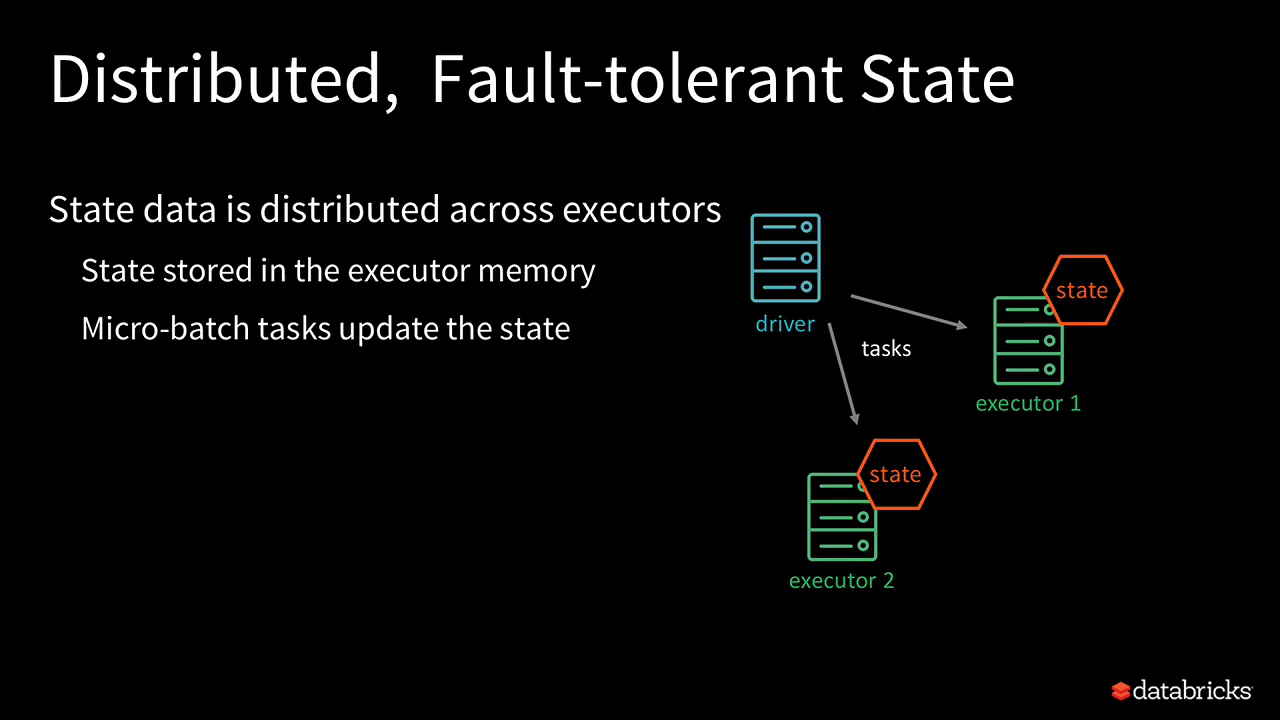 Distributed, Fault-tolerant State
State data is distributed across executors
State stored in the executor memory
Micro-batch tasks update the state
driver
tasks
state
executor 1
state
executor 2
databricks